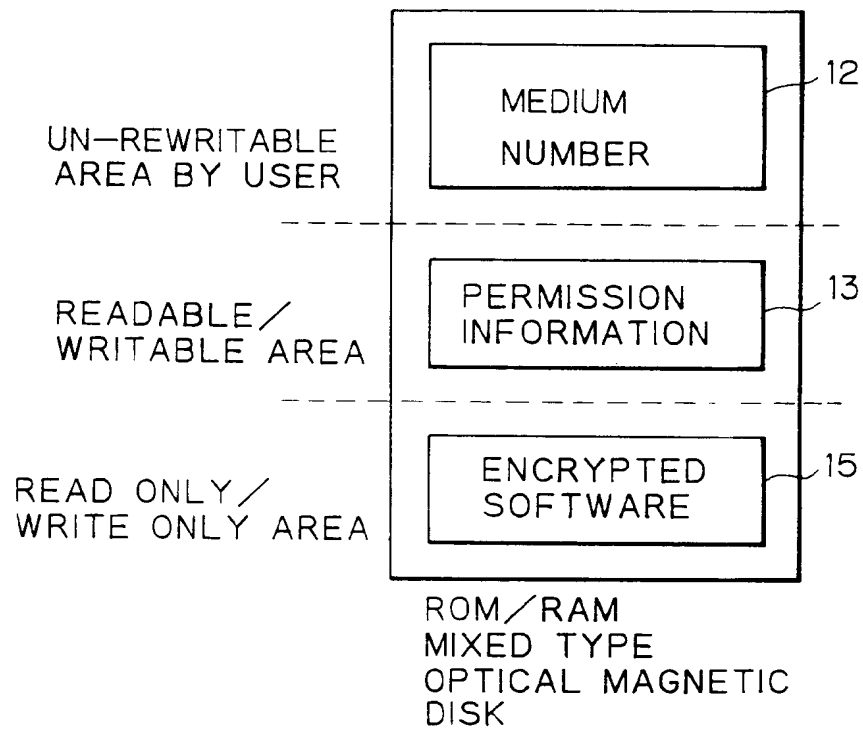 MEDIUM
NUMBER
12
UN-REWRITABLE
AREA BY USER
PERMISSION
INFORMATION
13
READABLE/
WRITABLE AREA
ENCRYPTED
SOFTWARE
15
READ ONLY/
WRITE ONLY AREA
ROM/RAM
MIXED TYPE
OPTICAL MAGNETIC
DISK